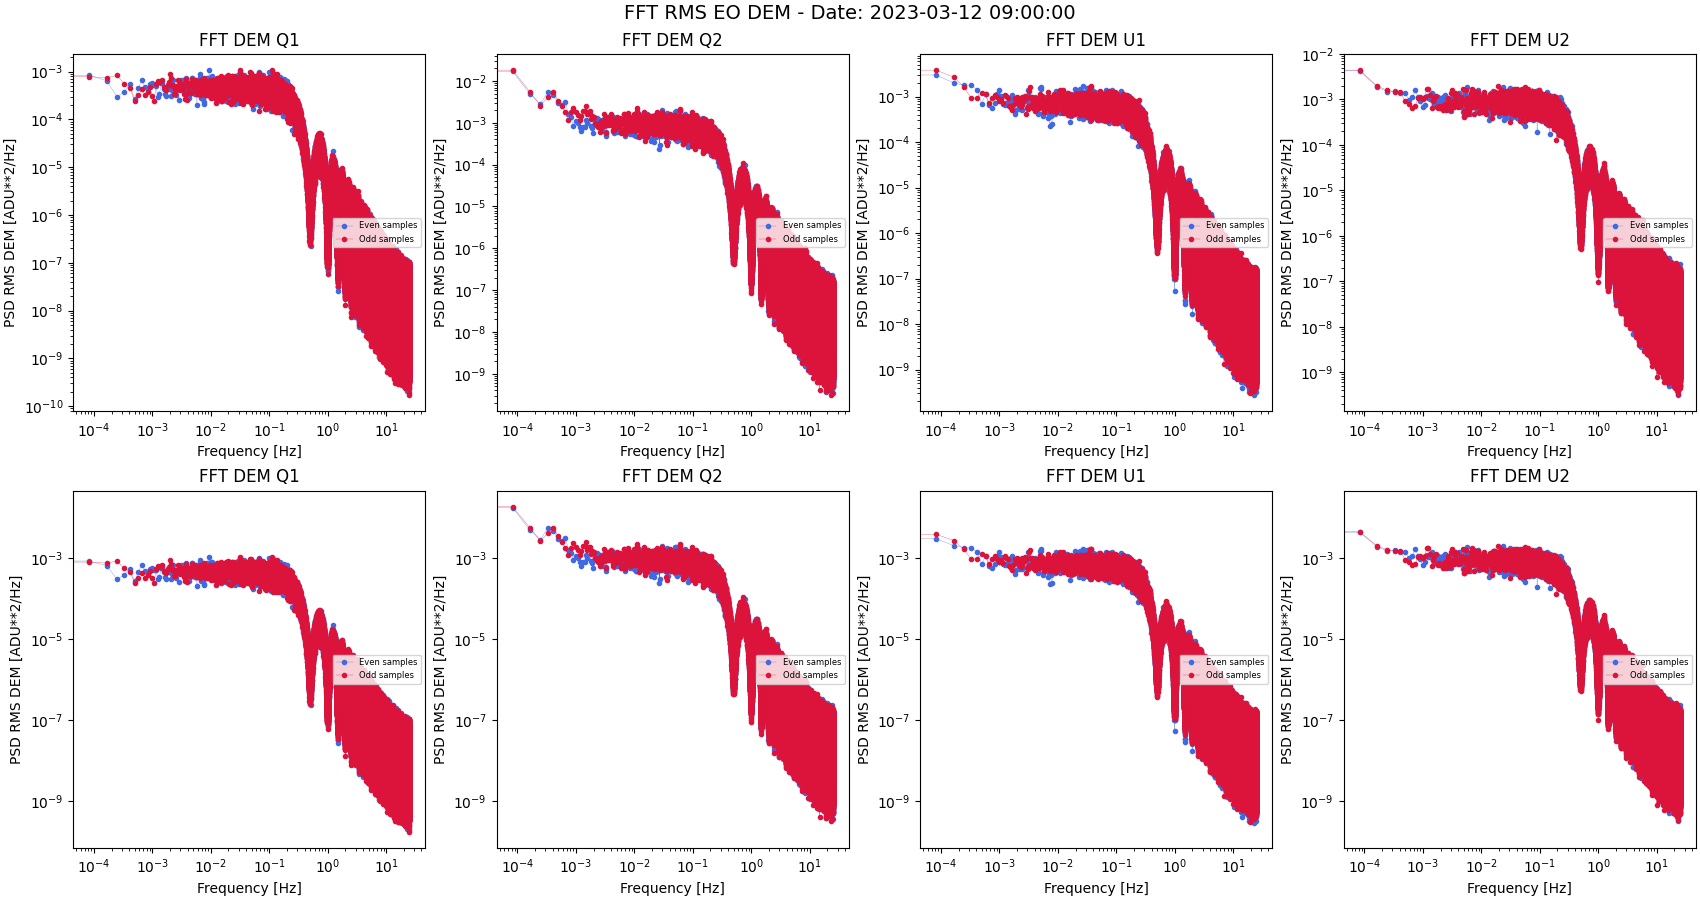 FFT RMS EO DEM - Date: 2023-03-12 09:00:00
FFT DEM Q1
PSD RMS DEM [ADU**2/Hz]
10⁻³
10⁻⁴
10⁻⁵
10⁻⁶
10⁻⁷
10⁻⁸
10⁻⁹
10⁻¹⁰
Even samples
Odd samples
10⁻⁴ 10⁻³ 10⁻² 10⁻¹ 10⁰ 10¹
Frequency [Hz]
FFT DEM Q2
PSD RMS DEM [ADU**2/Hz]
10⁻²
10⁻³
10⁻⁴
10⁻⁵
10⁻⁶
10⁻⁷
10⁻⁸
10⁻⁹
Even samples
Odd samples
10⁻⁴ 10⁻³ 10⁻² 10⁻¹ 10⁰ 10¹
Frequency [Hz]
FFT DEM U1
PSD RMS DEM [ADU**2/Hz]
10⁻³
10⁻⁴
10⁻⁵
10⁻⁶
10⁻⁷
10⁻⁸
10⁻⁹
Even samples
Odd samples
10⁻⁴ 10⁻³ 10⁻² 10⁻¹ 10⁰ 10¹
Frequency [Hz]
FFT DEM U2
PSD RMS DEM [ADU**2/Hz]
10⁻²
10⁻³
10⁻⁴
10⁻⁵
10⁻⁶
10⁻⁷
10⁻⁸
10⁻⁹
Even samples
Odd samples
10⁻⁴ 10⁻³ 10⁻² 10⁻¹ 10⁰ 10¹
Frequency [Hz]
FFT DEM Q1
PSD RMS DEM [ADU**2/Hz]
10⁻³
10⁻⁵
10⁻⁷
10⁻⁹
Even samples
Odd samples
10⁻⁴ 10⁻³ 10⁻² 10⁻¹ 10⁰ 10¹
Frequency [Hz]
FFT DEM Q2
PSD RMS DEM [ADU**2/Hz]
10⁻³
10⁻⁵
10⁻⁷
10⁻⁹
Even samples
Odd samples
10⁻⁴ 10⁻³ 10⁻² 10⁻¹ 10⁰ 10¹
Frequency [Hz]
FFT DEM U1
PSD RMS DEM [ADU**2/Hz]
10⁻³
10⁻⁵
10⁻⁷
10⁻⁹
Even samples
Odd samples
10⁻⁴ 10⁻³ 10⁻² 10⁻¹ 10⁰ 10¹
Frequency [Hz]
FFT DEM U2
PSD RMS DEM [ADU**2/Hz]
10⁻³
10⁻⁵
10⁻⁷
10⁻⁹
Even samples
Odd samples
10⁻⁴ 10⁻³ 10⁻² 10⁻¹ 10⁰ 10¹
Frequency [Hz]